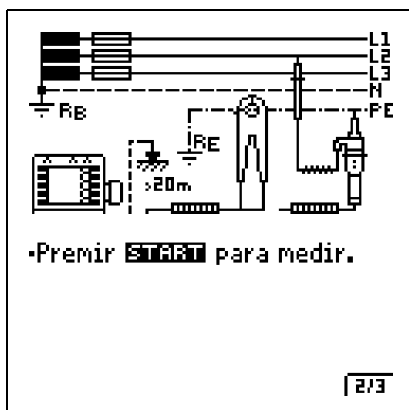 L1
L2
L3
N
PE
RB
RE
>20m
•Premir START para medir.
2/3